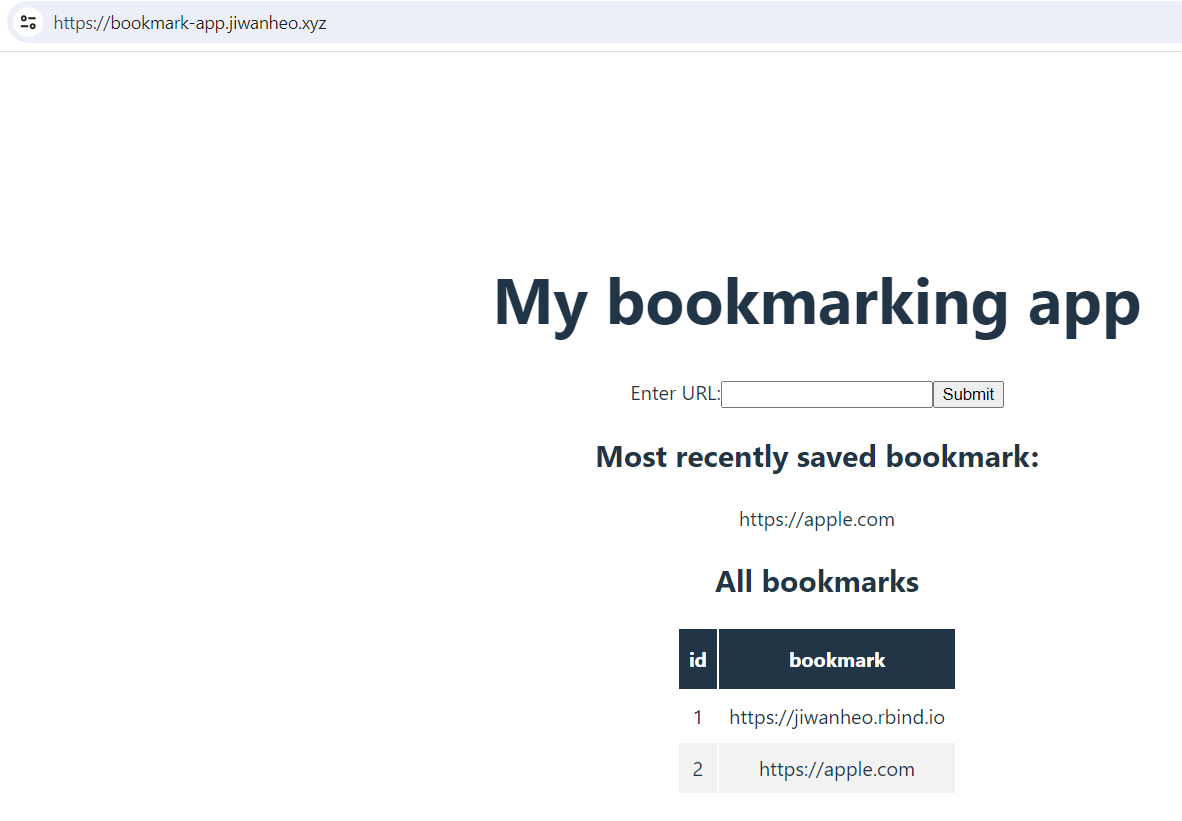 https://bookmark-app.jiwanheo.xyz
My bookmarking app
Enter URL: Submit
Most recently saved bookmark:
https://apple.com
All bookmarks
id bookmark
1 https://jiwanheo.rbind.io
2 https://apple.com